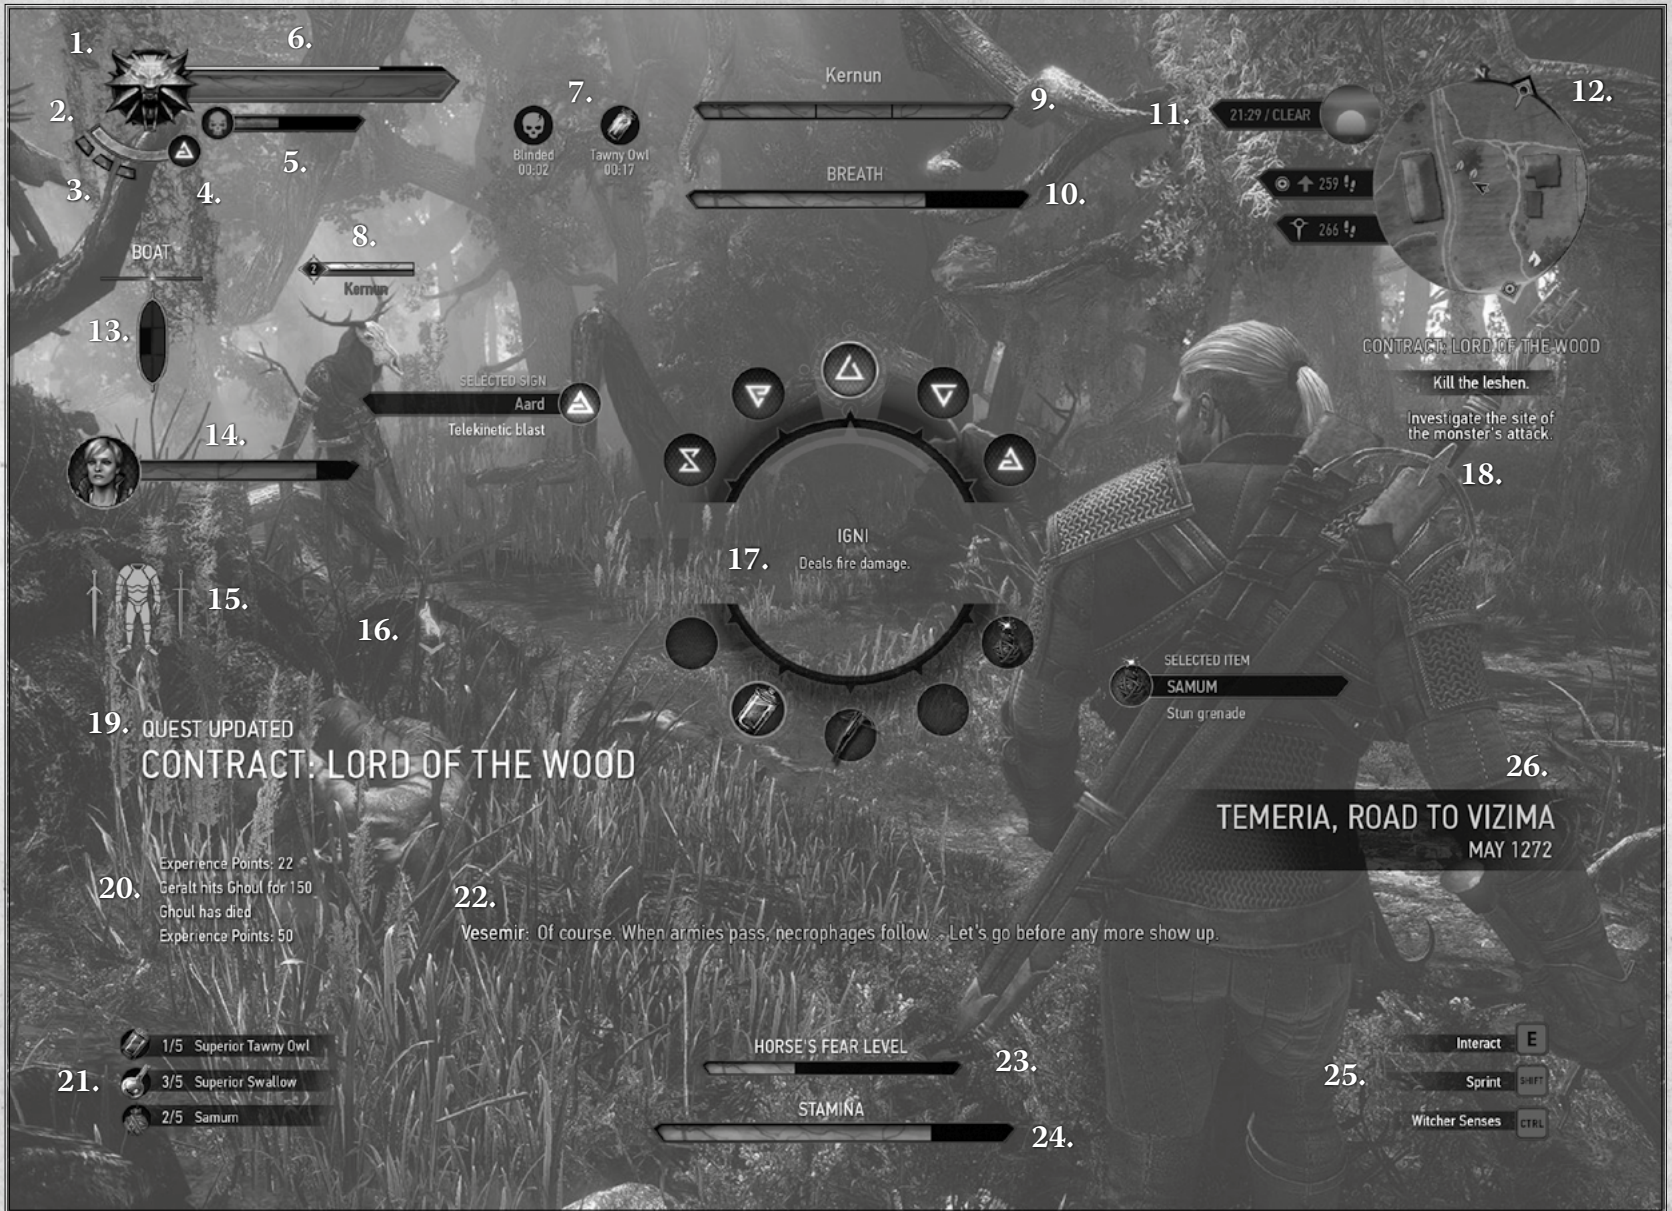 1.
6.
2.
3.
4.
5.
7.
Blinded
00:02
Tawny Owl
00:17
Kernun
9.
BREATH
10.
11.
21:29 / CLEAR
N
12.
259
266
8.
2
Kernun
BOAT
13.
SELECTED SIGN
Aard
Telekinetic blast
CONTRACT: LORD OF THE WOOD
Kill the leshen.
Investigate the site of
the monster's attack.
18.
14.
17.
IGNI
Deals fire damage.
15.
16.
SELECTED ITEM
SAMUM
Stun grenade
19.
QUEST UPDATED
CONTRACT: LORD OF THE WOOD
26.
TEMERIA, ROAD TO VIZIMA
MAY 1272
20.
Experience Points: 22
Geralt hits Ghoul for 150
Ghoul has died
Experience Points: 50
22.
Vesemir: Of course. When armies pass, necrophages follow... Let's go before any more show up.
21.
1/5 Superior Tawny Owl
3/5 Superior Swallow
2/5 Samum
HORSE'S FEAR LEVEL
23.
STAMINA
24.
25.
Interact E
Sprint SHIFT
Witcher Senses CTRL